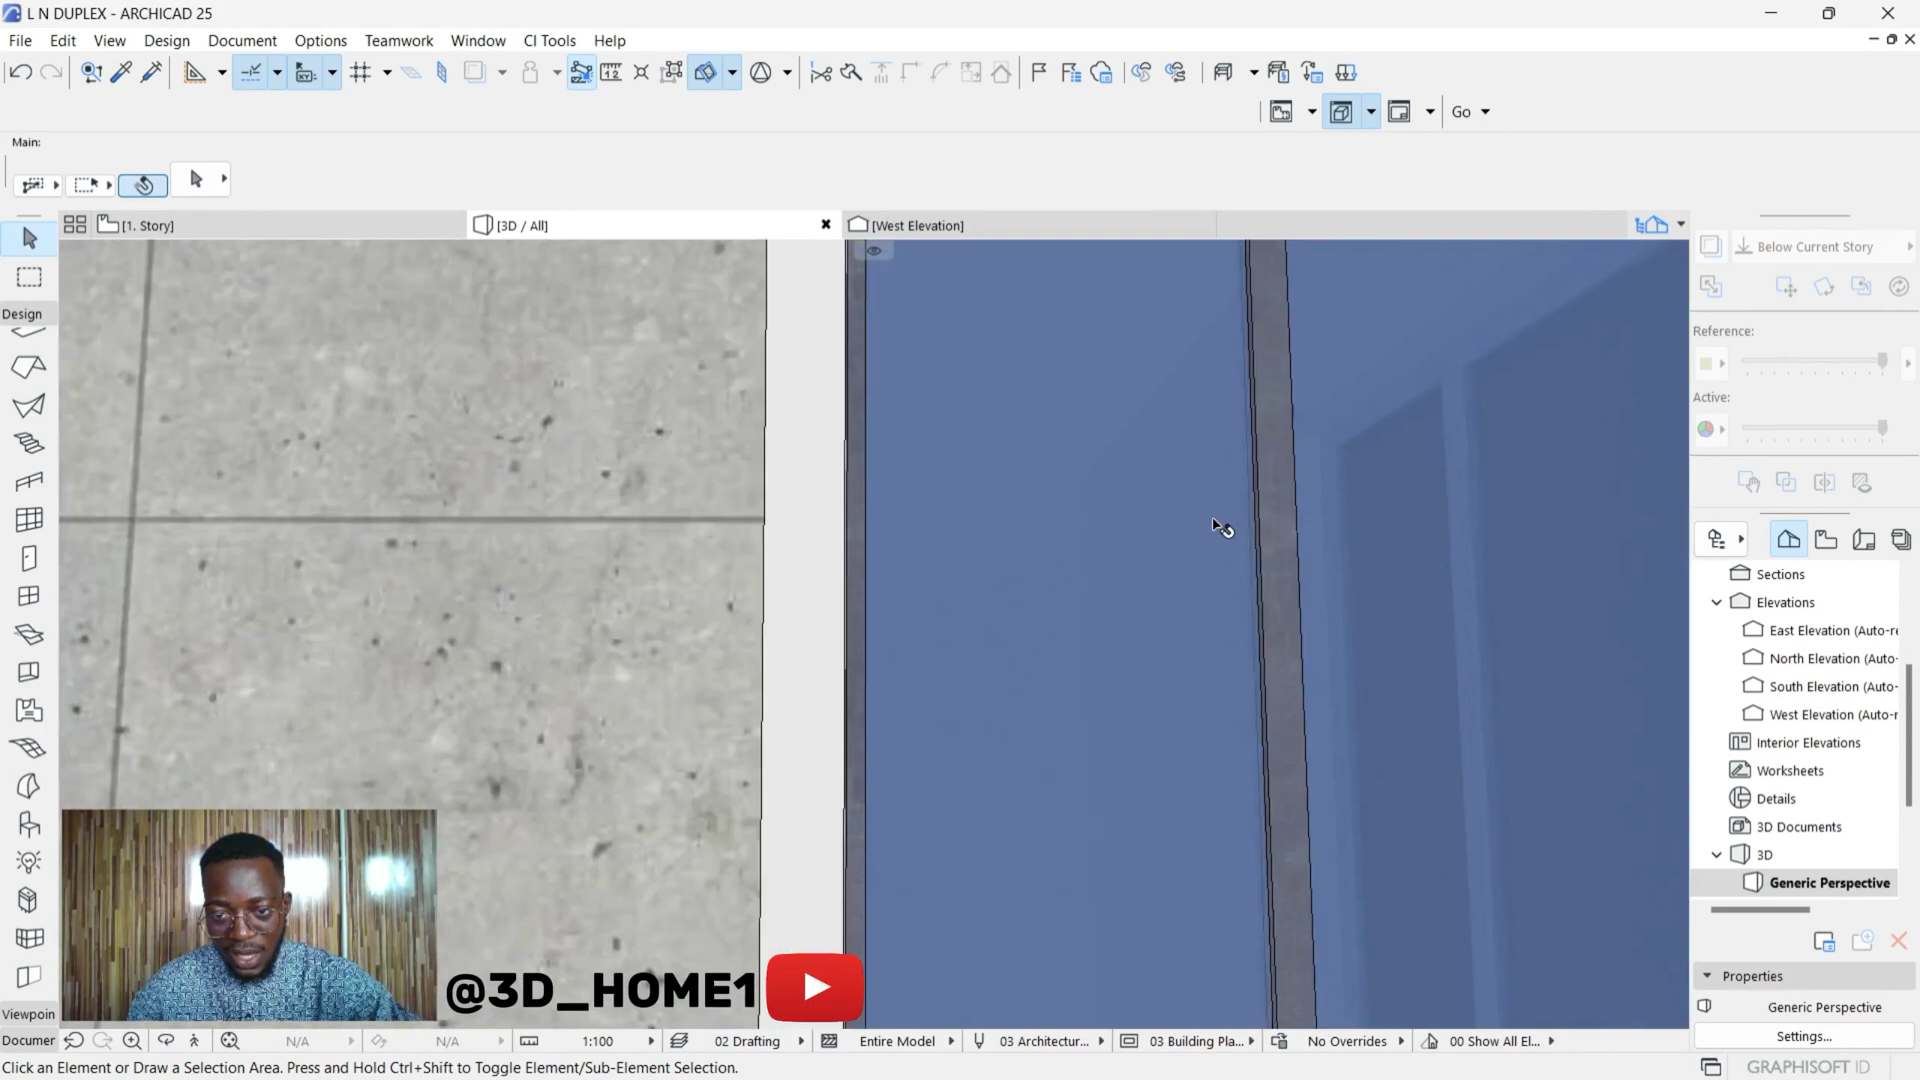 L N DUPLEX - ARCHICAD 25
File Edit View Design Document Options Teamwork Window CI Tools Help
Go
Main:
[1. Story]
[3D / All]
[West Elevation]
Below Current Story
Design
Reference:
Active:
Sections
Elevations
East Elevation (Auto-re
North Elevation (Auto-
South Elevation (Auto-
West Elevation (Auto-r
Interior Elevations
Worksheets
Details
3D Documents
3D
Generic Perspective
Properties
Generic Perspective
Settings...
@3D_HOME1
Viewpoin
Documer
N/A
N/A
1:100
02 Drafting
Entire Model
03 Architectur...
03 Building Pla...
No Overrides
00 Show All El...
Click an Element or Draw a Selection Area. Press and Hold Ctrl+Shift to Toggle Element/Sub-Element Selection.
GRAPHISOFT ID